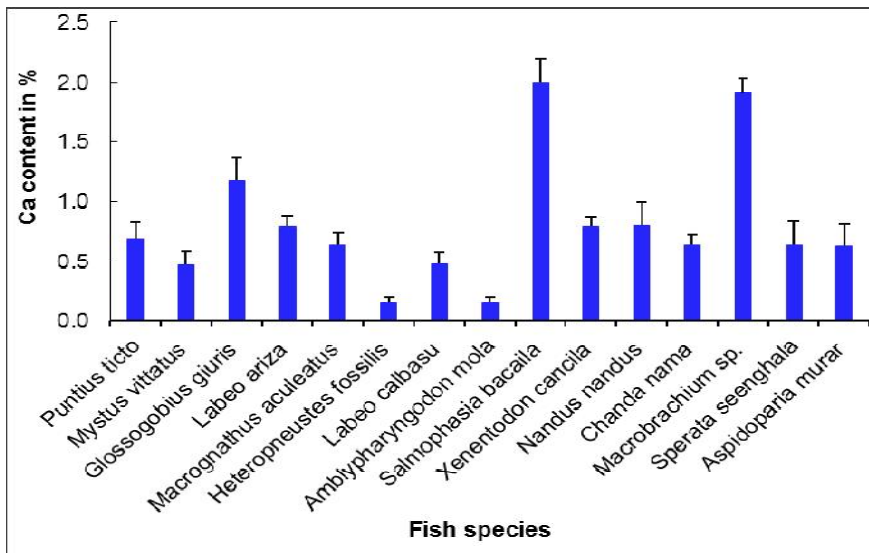 Ca content in %
2.5
2.0
1.5
1.0
0.5
0.0
Puntius ticto
Mystus vittatus
Glossogobius giuris
Labeo ariza
Macrognathus aculeatus
Heteropneustes fossilis
Labeo calbasu
Amblypharyngodon mola
Salmophasia bacaila
Xenentodon cancila
Nandus nandus
Chanda nama
Macrobrachium sp.
Sperata seenghala
Aspidoparia murar
Fish species